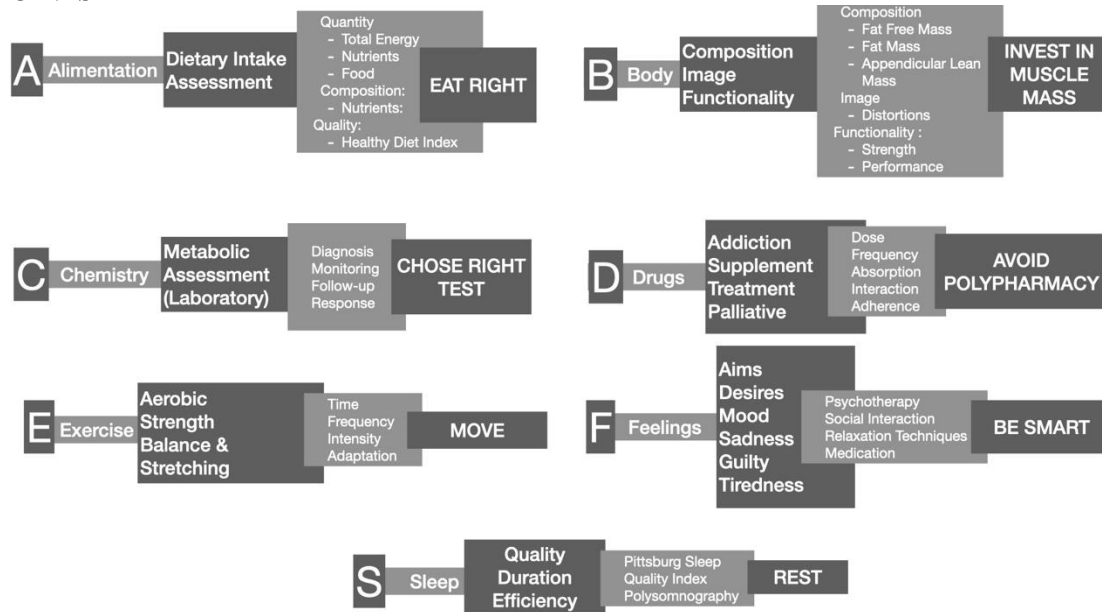 A
Alimentation
Dietary Intake
Assessment
Quantity
- Total Energy
- Nutrients
- Food
Composition:
- Nutrients:
Quality:
- Healthy Diet Index
EAT RIGHT
B
Body
Composition
Image
Functionality
Composition
- Fat Free Mass
- Fat Mass
- Appendicular Lean
Mass
Image
- Distortions
Functionality :
- Strength
- Performance
INVEST IN
MUSCLE
MASS
C
Chemistry
Metabolic
Assessment
(Laboratory)
Diagnosis
Monitoring
Follow-up
Response
CHOSE RIGHT
TEST
D
Drugs
Addiction
Supplement
Treatment
Palliative
Dose
Frequency
Absorption
Interaction
Adherence
AVOID
POLYPHARMACY
E
Exercise
Aerobic
Strength
Balance &
Stretching
Time
Frequency
Intensity
Adaptation
MOVE
F
Feelings
Aims
Desires
Mood
Sadness
Guilty
Tiredness
Psychotherapy
Social Interaction
Relaxation Techniques
Medication
BE SMART
S
Sleep
Quality
Duration
Efficiency
Pittsburg Sleep
Quality Index
Polysomnography
REST